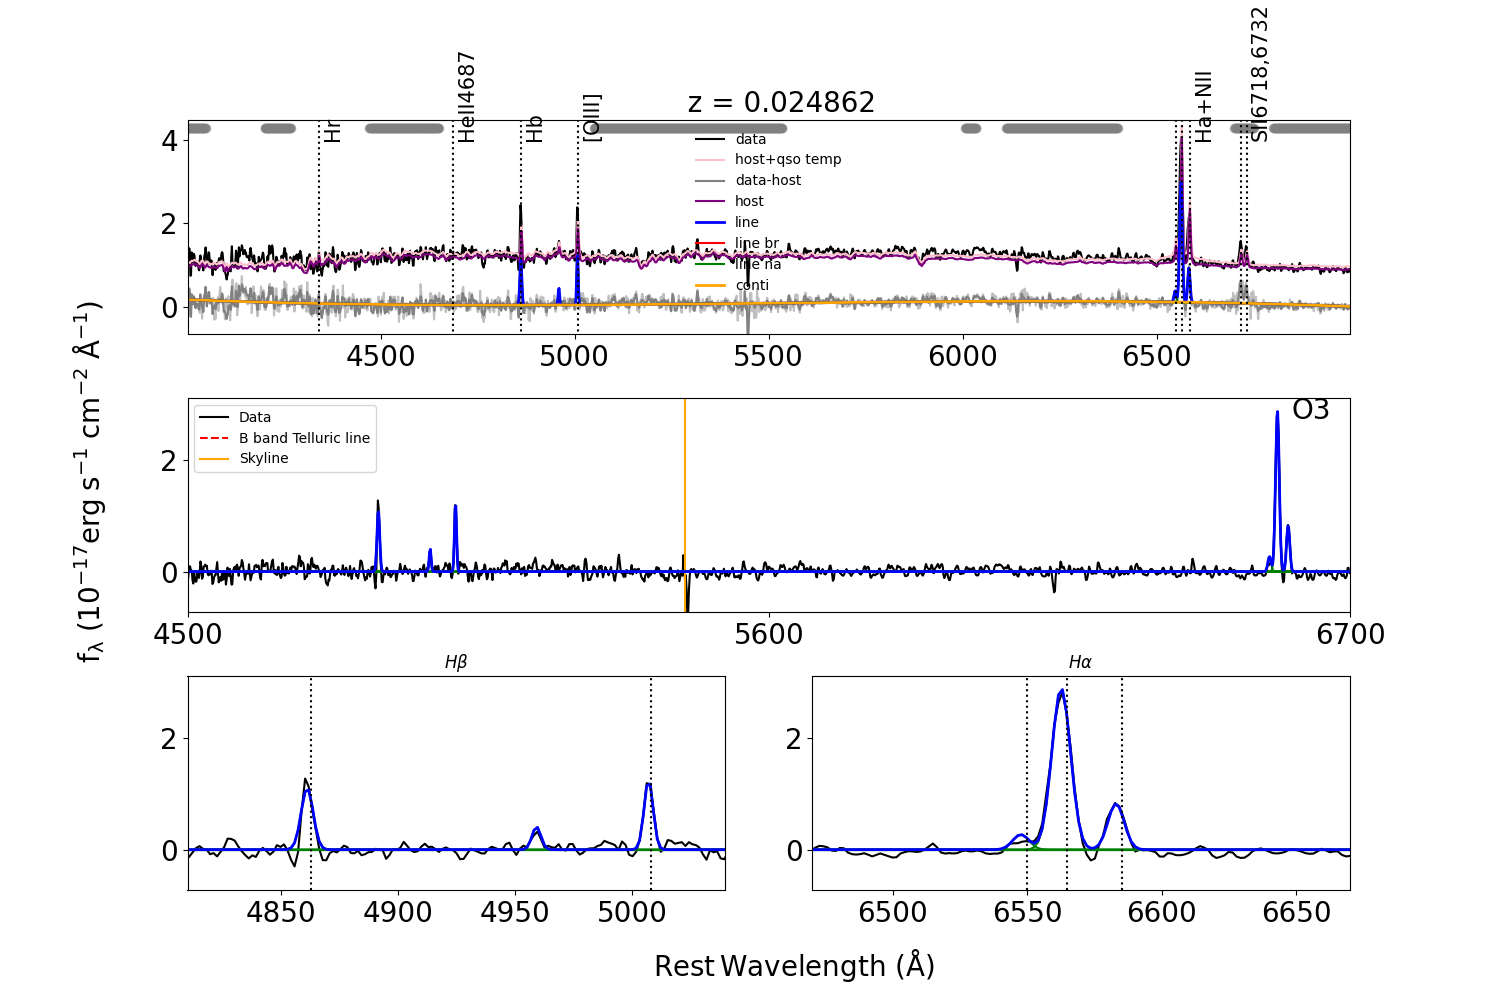 z = 0.024862
Hr
HeII4687
Hb
[OIII]
Ha+NII
SII6718,6732
data
host+qso temp
data-host
host
line
line br
line na
conti
4
2
0
4500 5000 5500 6000 6500
fλ (10−17erg s−1 cm−2 Å−1)
Data
B band Telluric line
Skyline
O3
2
0
4500 5600 6700
Hβ
2
0
4850 4900 4950 5000
Hα
2
0
6500 6550 6600 6650
Rest Wavelength (Å)